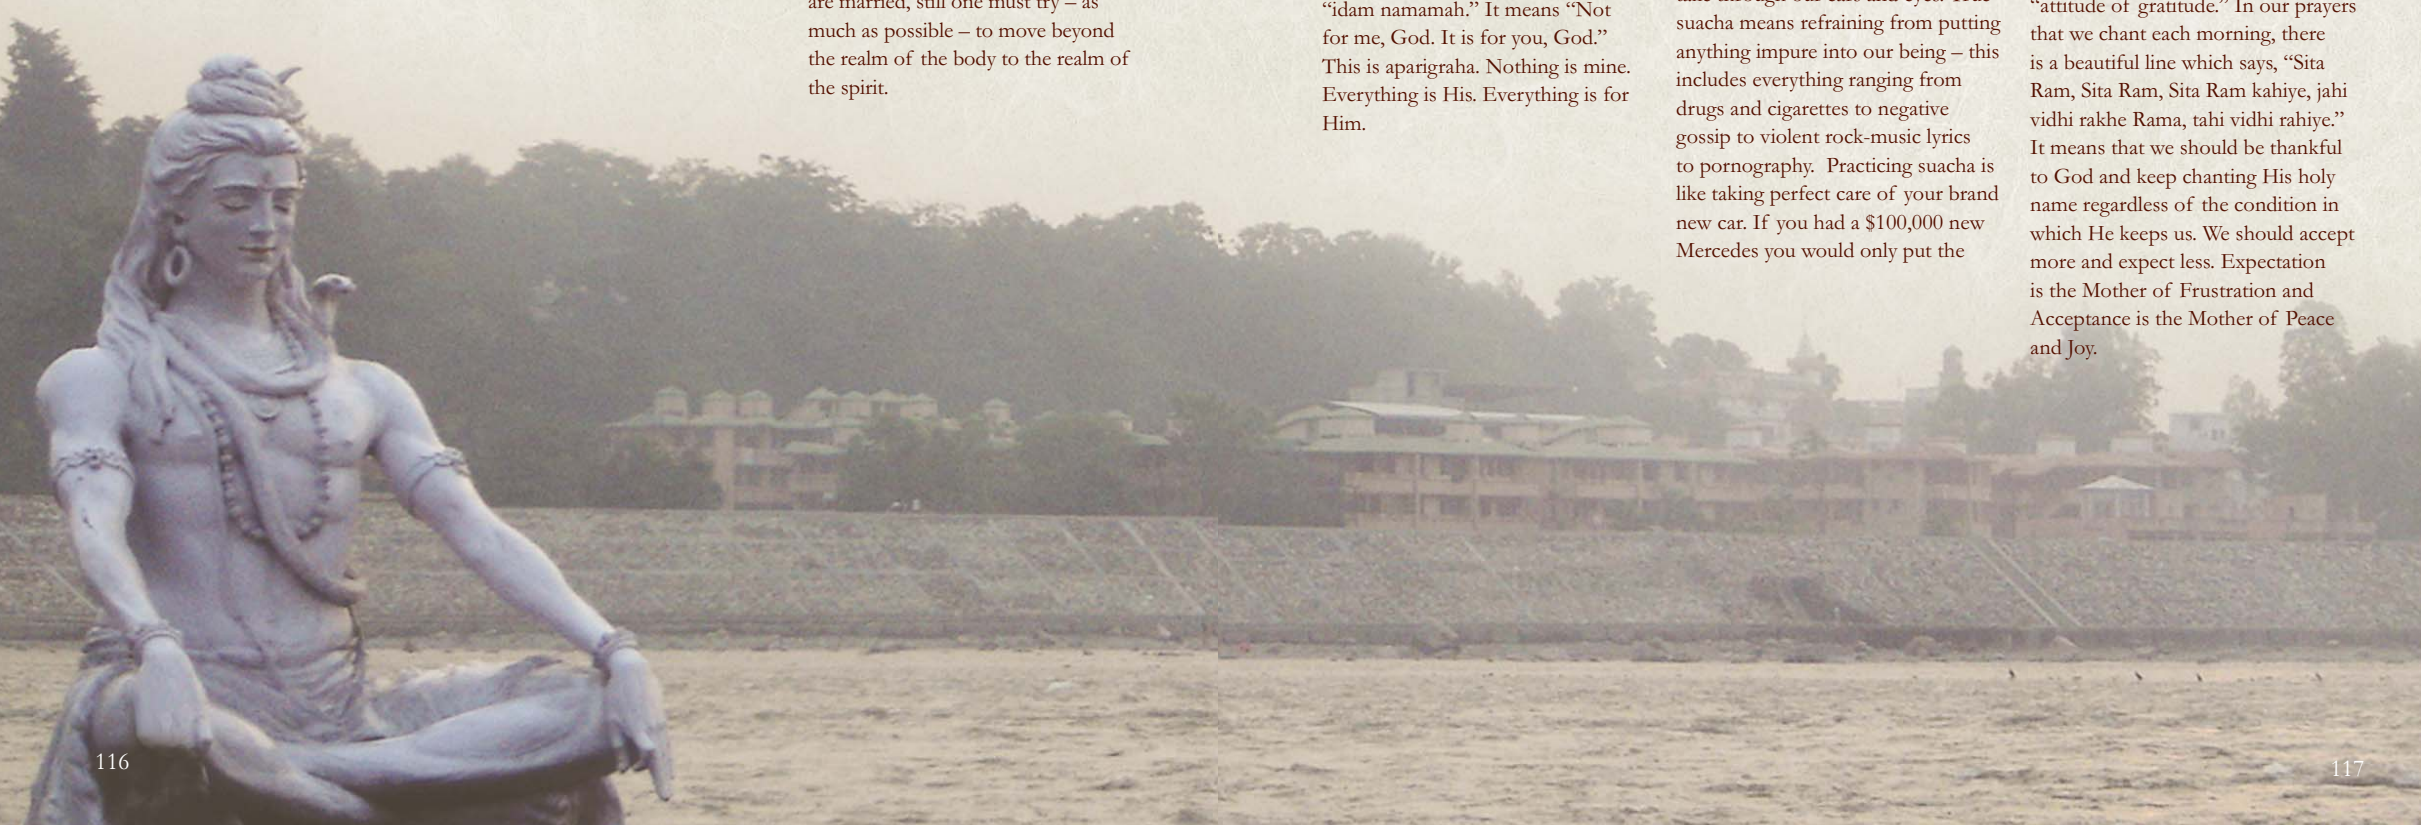 are married, still one must try – as
much as possible – to move beyond
the realm of the body to the realm of
the spirit.
“idam namamah.” It means “Not
for me, God. It is for you, God.”
This is aparigraha. Nothing is mine.
Everything is His. Everything is for
Him.
suacha means refraining from putting
anything impure into our being – this
includes everything ranging from
drugs and cigarettes to negative
gossip to violent rock-music lyrics
to pornography.  Practicing suacha is
like taking perfect care of your brand
new car. If you had a $100,000 new
Mercedes you would only put the
“attitude of gratitude.” In our prayers
that we chant each morning, there
is a beautiful line which says, “Sita
Ram, Sita Ram, Sita Ram kahiye, jahi
vidhi rakhe Rama, tahi vidhi rahiye.”
It means that we should be thankful
to God and keep chanting His holy
name regardless of the condition in
which He keeps us. We should accept
more and expect less. Expectation
is the Mother of Frustration and
Acceptance is the Mother of Peace
and Joy.
116
117